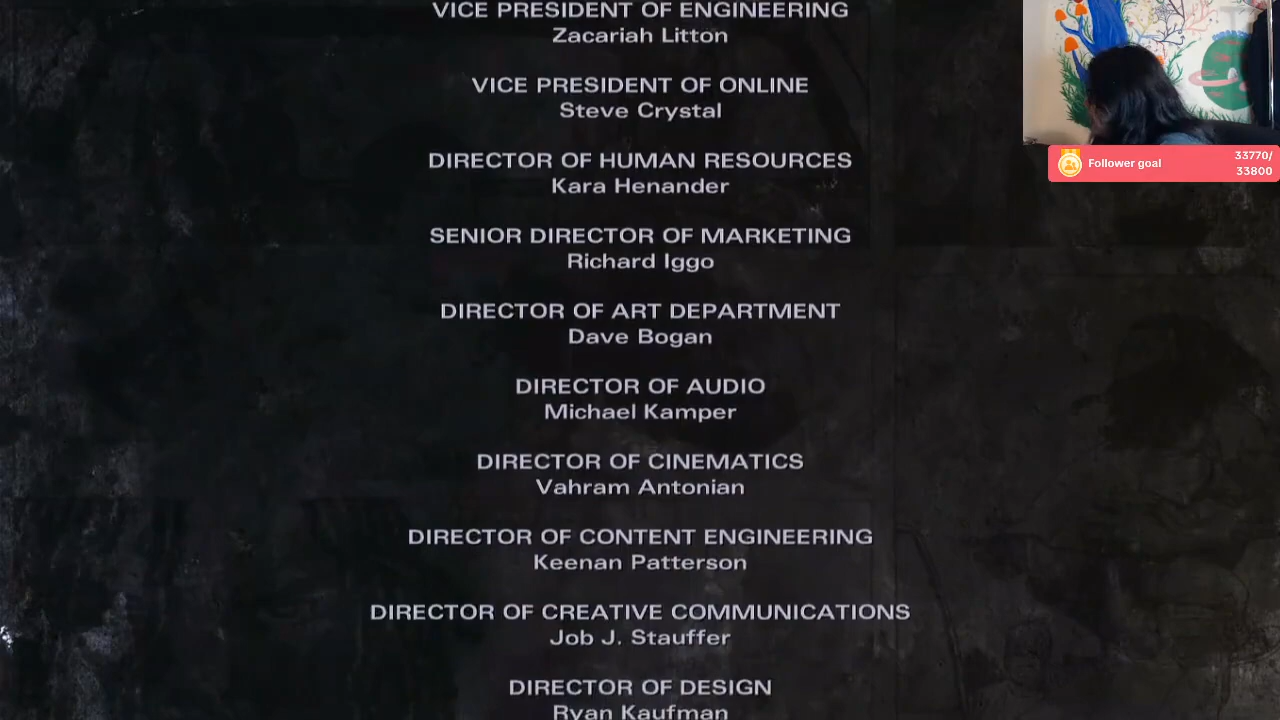 VICE PRESIDENT OF ENGINEERING
Zacariah Litton
VICE PRESIDENT OF ONLINE
Steve Crystal
DIRECTOR OF HUMAN RESOURCES
Kara Henander
SENIOR DIRECTOR OF MARKETING
Richard Iggo
DIRECTOR OF ART DEPARTMENT
Dave Bogan
DIRECTOR OF AUDIO
Michael Kamper
DIRECTOR OF CINEMATICS
Vahram Antonian
DIRECTOR OF CONTENT ENGINEERING
Keenan Patterson
DIRECTOR OF CREATIVE COMMUNICATIONS
Job J. Stauffer
DIRECTOR OF DESIGN
Ryan Kaufman
Follower goal
33770/
33800